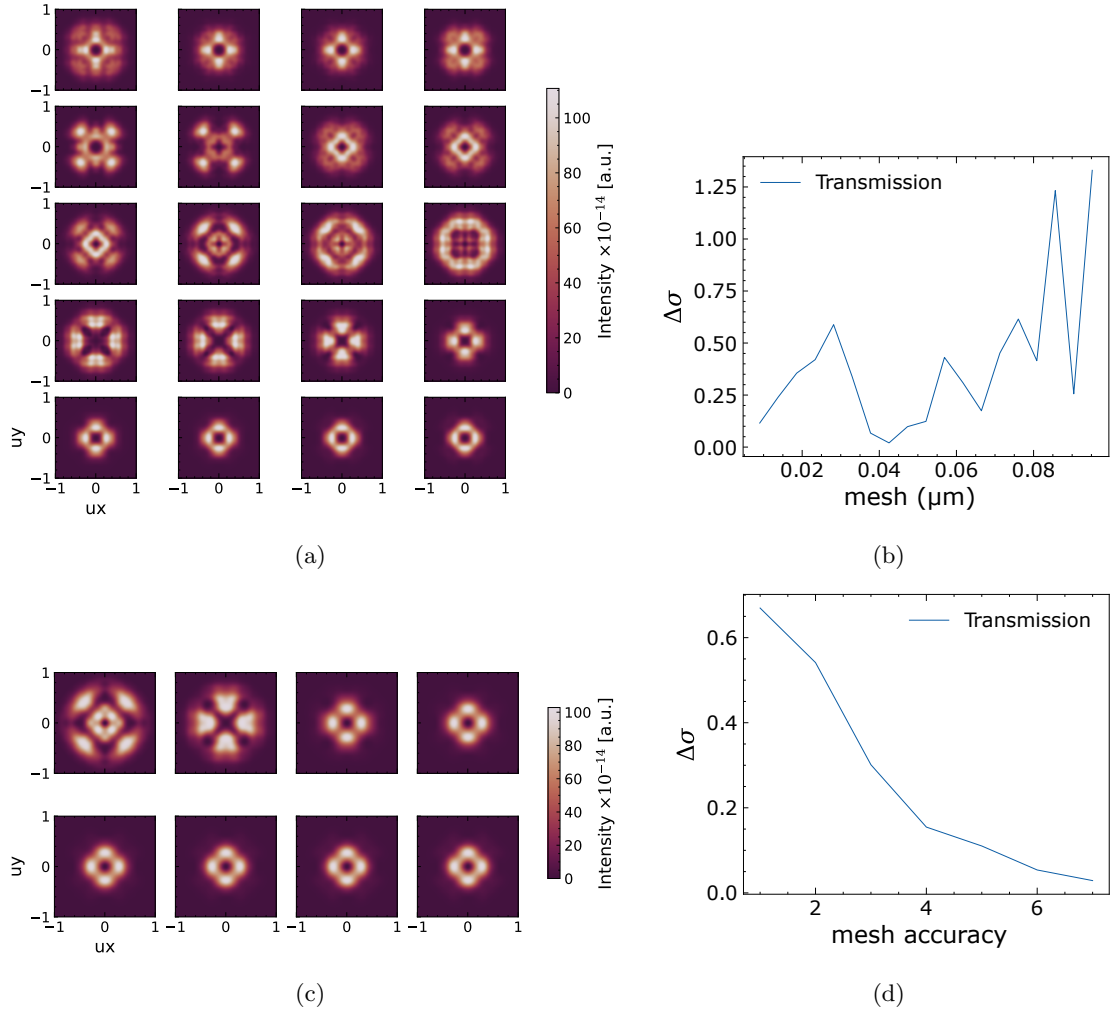 1
0
−1
1
0
−1
1
0
−1
1
0
−1
1
0
−1
uy
−1 0 1 −1 0 1 −1 0 1 −1 0 1
ux
100
80
60
40
20
0
Intensity ×10⁻¹⁴ [a.u.]
(a)
Transmission
1.25
1.00
0.75
0.50
0.25
0.00
Δσ
0.02 0.04 0.06 0.08
mesh (μm)
(b)
1
0
−1
1
0
−1
uy
−1 0 1 −1 0 1 −1 0 1 −1 0 1
ux
100
80
60
40
20
0
Intensity ×10⁻¹⁴ [a.u.]
(c)
Transmission
0.6
0.4
0.2
0.0
Δσ
2 4 6
mesh accuracy
(d)